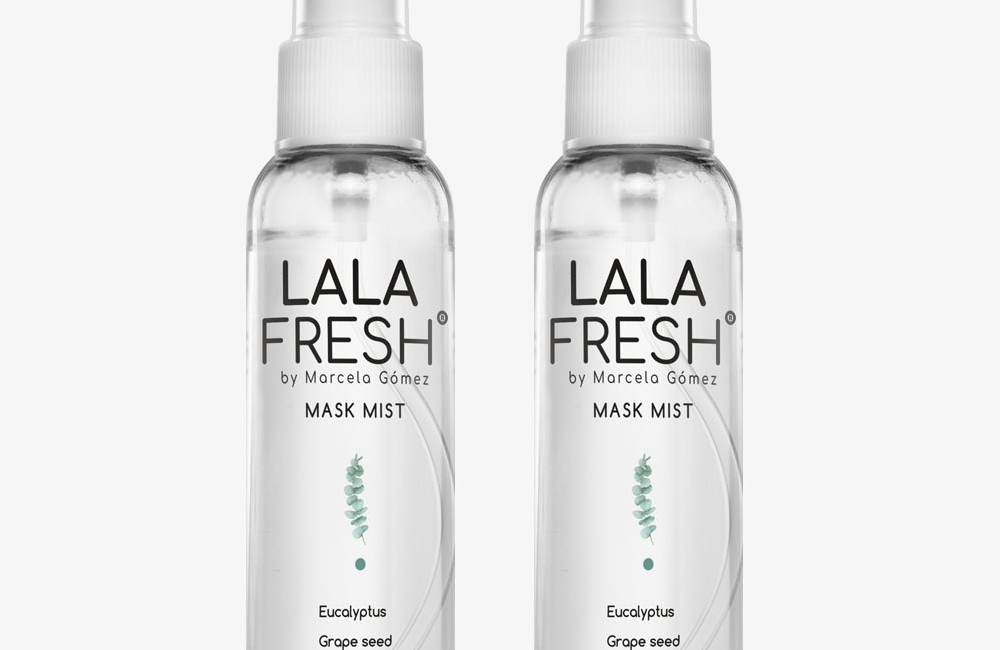 LALA
FRESH®
by Marcela Gómez
MASK MIST
Eucalyptus
Grape seed
LALA
FRESH®
by Marcela Gómez
MASK MIST
Eucalyptus
Grape seed